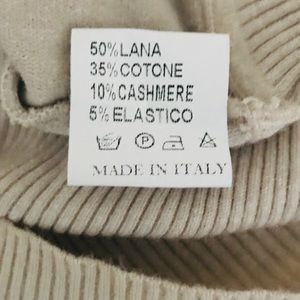 50%LANA
35%COTONE
10%CASHMERE
5%ELASTICO
P
MADE IN ITALY